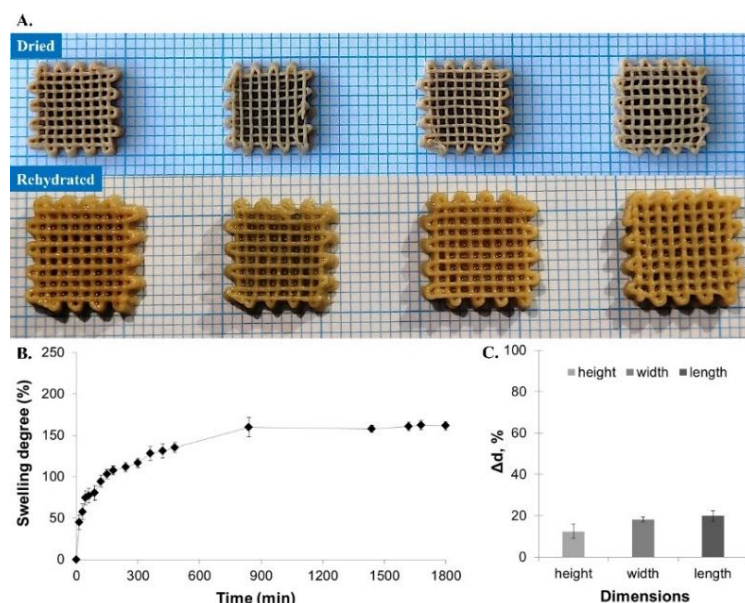 A.
Dried
Rehydrated
B.
Swelling degree (%)
250
200
150
100
50
0
0 300 600 900 1200 1500 1800
Time (min)
C.
Δd, %
100
80
60
40
20
0
height width length
height width length
Dimensions